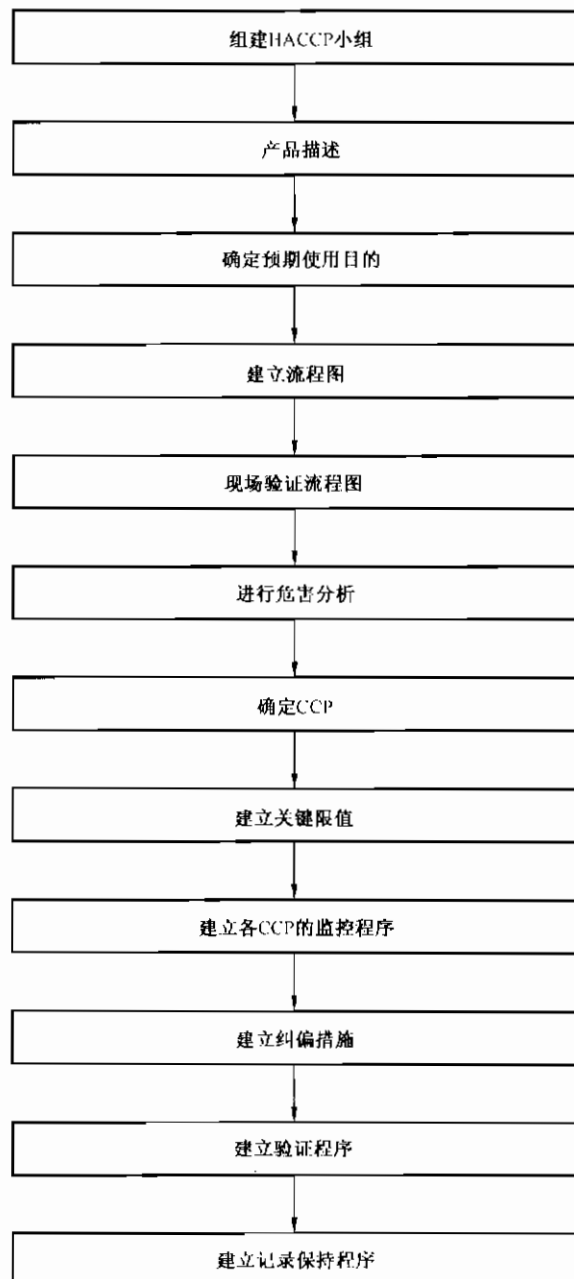 组建HACCP小组
产品描述
确定预期使用目的
建立流程图
现场验证流程图
进行危害分析
确定CCP
建立关键限值
建立各CCP的监控程序
建立纠偏措施
建立验证程序
建立记录保持程序